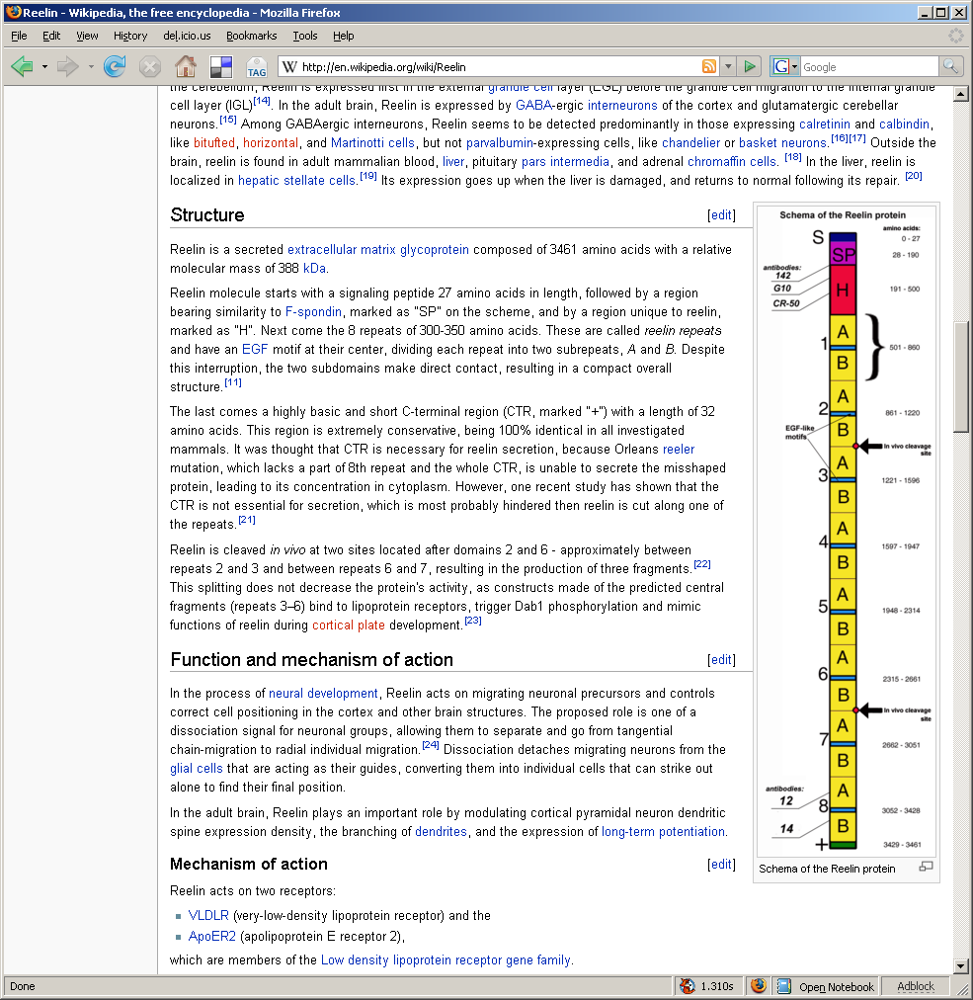 Reelin - Wikipedia, the free encyclopedia - Mozilla Firefox
File Edit View History del.icio.us Bookmarks Tools Help
TAG W http://en.wikipedia.org/wiki/Reelin G Google
the cerebellum, Reelin is expressed first in the external granule cell layer (EGL) before the granule cell migration to the internal granule
cell layer (IGL)[14]. In the adult brain, Reelin is expressed by GABA-ergic interneurons of the cortex and glutamatergic cerebellar
neurons.[15] Among GABAergic interneurons, Reelin seems to be detected predominantly in those expressing calretinin and calbindin,
like bitufted, horizontal, and Martinotti cells, but not parvalbumin-expressing cells, like chandelier or basket neurons.[16][17] Outside the
brain, reelin is found in adult mammalian blood, liver, pituitary pars intermedia, and adrenal chromaffin cells. [18] In the liver, reelin is
localized in hepatic stellate cells.[19] Its expression goes up when the liver is damaged, and returns to normal following its repair. [20]
Structure [edit]
Reelin is a secreted extracellular matrix glycoprotein composed of 3461 amino acids with a relative
molecular mass of 388 kDa.
Reelin molecule starts with a signaling peptide 27 amino acids in length, followed by a region
bearing similarity to F-spondin, marked as "SP" on the scheme, and by a region unique to reelin,
marked as "H". Next come the 8 repeats of 300-350 amino acids. These are called reelin repeats
and have an EGF motif at their center, dividing each repeat into two subrepeats, A and B. Despite
this interruption, the two subdomains make direct contact, resulting in a compact overall
structure.[11]
The last comes a highly basic and short C-terminal region (CTR, marked "+") with a length of 32
amino acids. This region is extremely conservative, being 100% identical in all investigated
mammals. It was thought that CTR is necessary for reelin secretion, because Orleans reeler
mutation, which lacks a part of 8th repeat and the whole CTR, is unable to secrete the misshaped
protein, leading to its concentration in cytoplasm. However, one recent study has shown that the
CTR is not essential for secretion, which is most probably hindered then reelin is cut along one of
the repeats.[21]
Reelin is cleaved in vivo at two sites located after domains 2 and 6 - approximately between
repeats 2 and 3 and between repeats 6 and 7, resulting in the production of three fragments.[22]
This splitting does not decrease the protein's activity, as constructs made of the predicted central
fragments (repeats 3–6) bind to lipoprotein receptors, trigger Dab1 phosphorylation and mimic
functions of reelin during cortical plate development.[23]
Function and mechanism of action [edit]
In the process of neural development, Reelin acts on migrating neuronal precursors and controls
correct cell positioning in the cortex and other brain structures. The proposed role is one of a
dissociation signal for neuronal groups, allowing them to separate and go from tangential
chain-migration to radial individual migration.[24] Dissociation detaches migrating neurons from the
glial cells that are acting as their guides, converting them into individual cells that can strike out
alone to find their final position.
In the adult brain, Reelin plays an important role by modulating cortical pyramidal neuron dendritic
spine expression density, the branching of dendrites, and the expression of long-term potentiation.
Mechanism of action [edit]
Reelin acts on two receptors:
VLDLR (very-low-density lipoprotein receptor) and the
ApoER2 (apolipoprotein E receptor 2),
which are members of the Low density lipoprotein receptor gene family.
Schema of the Reelin protein
amino acids:
S 0 - 27
SP 28 - 190
antibodies:
142
G10
CR-50
H 191 - 500
A
1 501 - 860
B
A
2 861 - 1220
EGF-like
motifs
B
In vivo cleavage
site
A
3 1221 - 1596
B
A
4 1597 - 1947
B
A
5 1948 - 2314
B
A
6 2315 - 2661
B
In vivo cleavage
site
A
7 2662 - 3051
B
antibodies:
12
A
8 3052 - 3428
14
B
+ 3429 - 3461
Schema of the Reelin protein
Done 1.310s Open Notebook Adblock